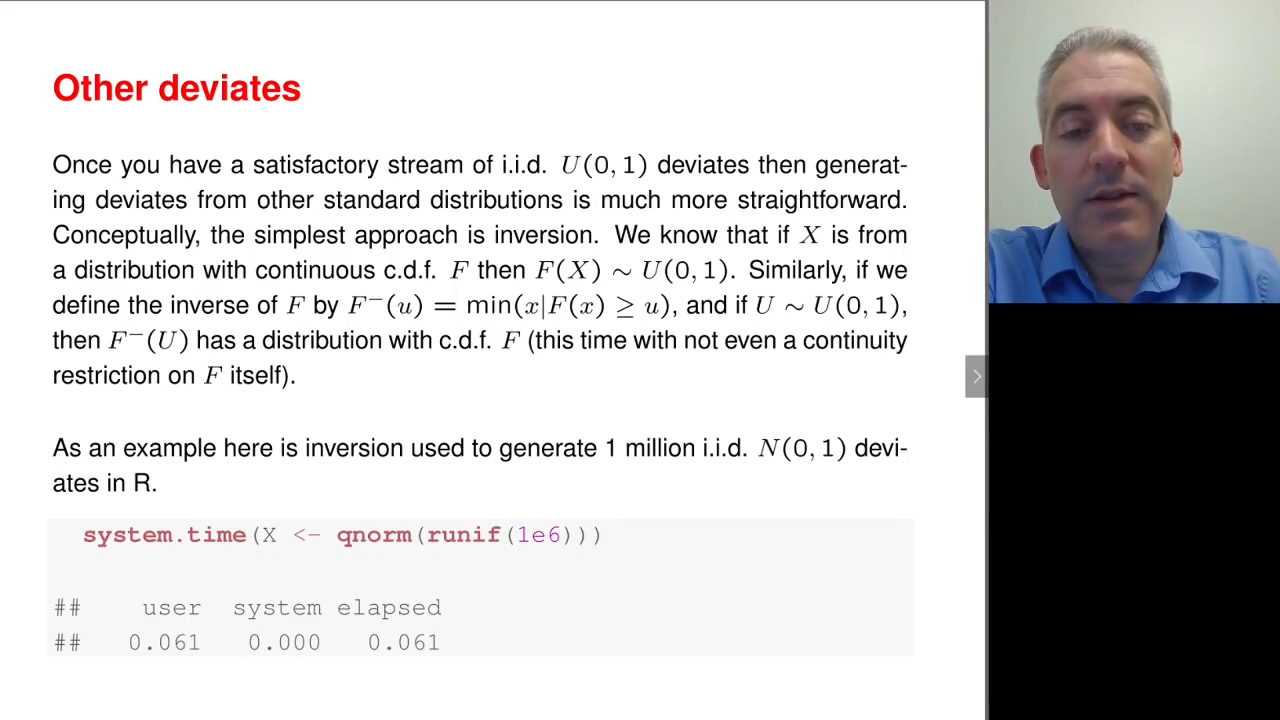 Other deviates
Once you have a satisfactory stream of i.i.d. U(0, 1) deviates then generat-
ing deviates from other standard distributions is much more straightforward.
Conceptually, the simplest approach is inversion. We know that if X is from
a distribution with continuous c.d.f. F then F(X) ∼ U(0, 1). Similarly, if we
define the inverse of F by F⁻(u) = min(x|F(x) ≥ u), and if U ∼ U(0, 1),
then F⁻(U) has a distribution with c.d.f. F (this time with not even a continuity
restriction on F itself).
As an example here is inversion used to generate 1 million i.i.d. N(0, 1) devi-
ates in R.
system.time(X <- qnorm(runif(1e6)))
## user system elapsed
## 0.061 0.000 0.061